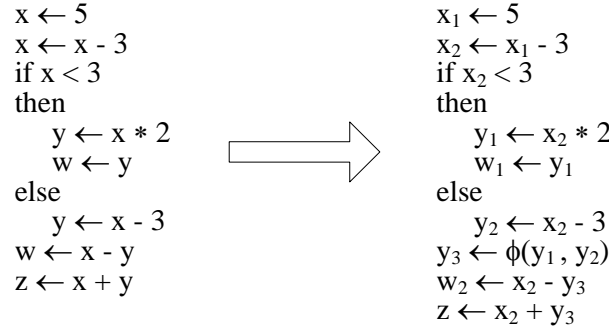 x ← 5
x ← x - 3
if x < 3
then
y ← x * 2
w ← y
else
y ← x - 3
w ← x - y
z ← x + y
x₁ ← 5
x₂ ← x₁ - 3
if x₂ < 3
then
y₁ ← x₂ * 2
w₁ ← y₁
else
y₂ ← x₂ - 3
y₃ ← ϕ(y₁ , y₂)
w₂ ← x₂ - y₃
z ← x₂ + y₃